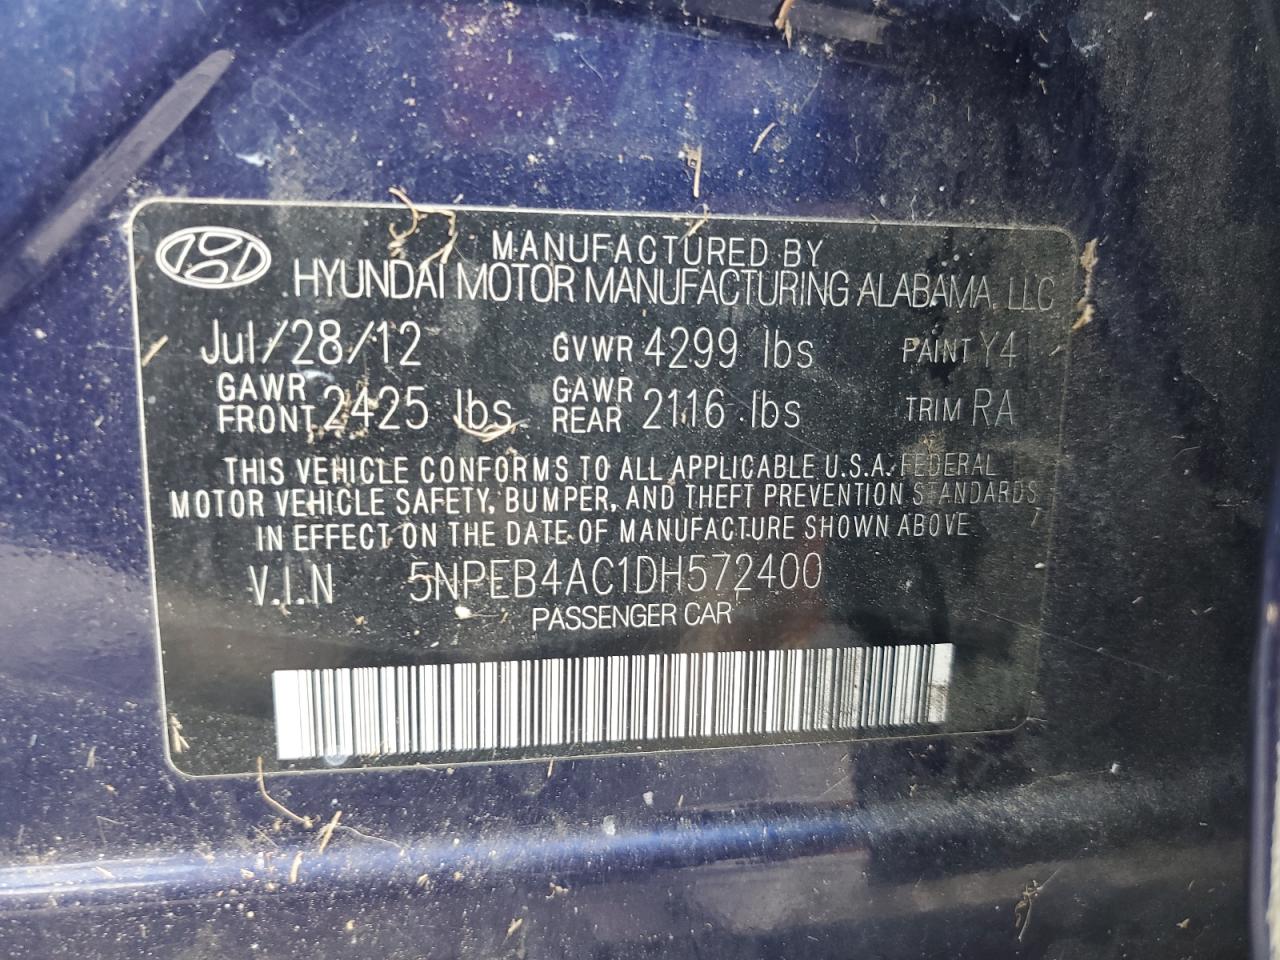 MANUFACTURED BY
HYUNDAI MOTOR MANUFACTURING ALABAMA, LLC
Jul/28/12 GVWR 4299 lbs PAINT Y4
GAWR FRONT 2425 lbs GAWR REAR 2116 lbs TRIM RA
THIS VEHICLE CONFORMS TO ALL APPLICABLE U.S.A. FEDERAL
MOTOR VEHICLE SAFETY, BUMPER, AND THEFT PREVENTION STANDARDS
IN EFFECT ON THE DATE OF MANUFACTURE SHOWN ABOVE
V.I.N 5NPEB4AC1DH572400
PASSENGER CAR